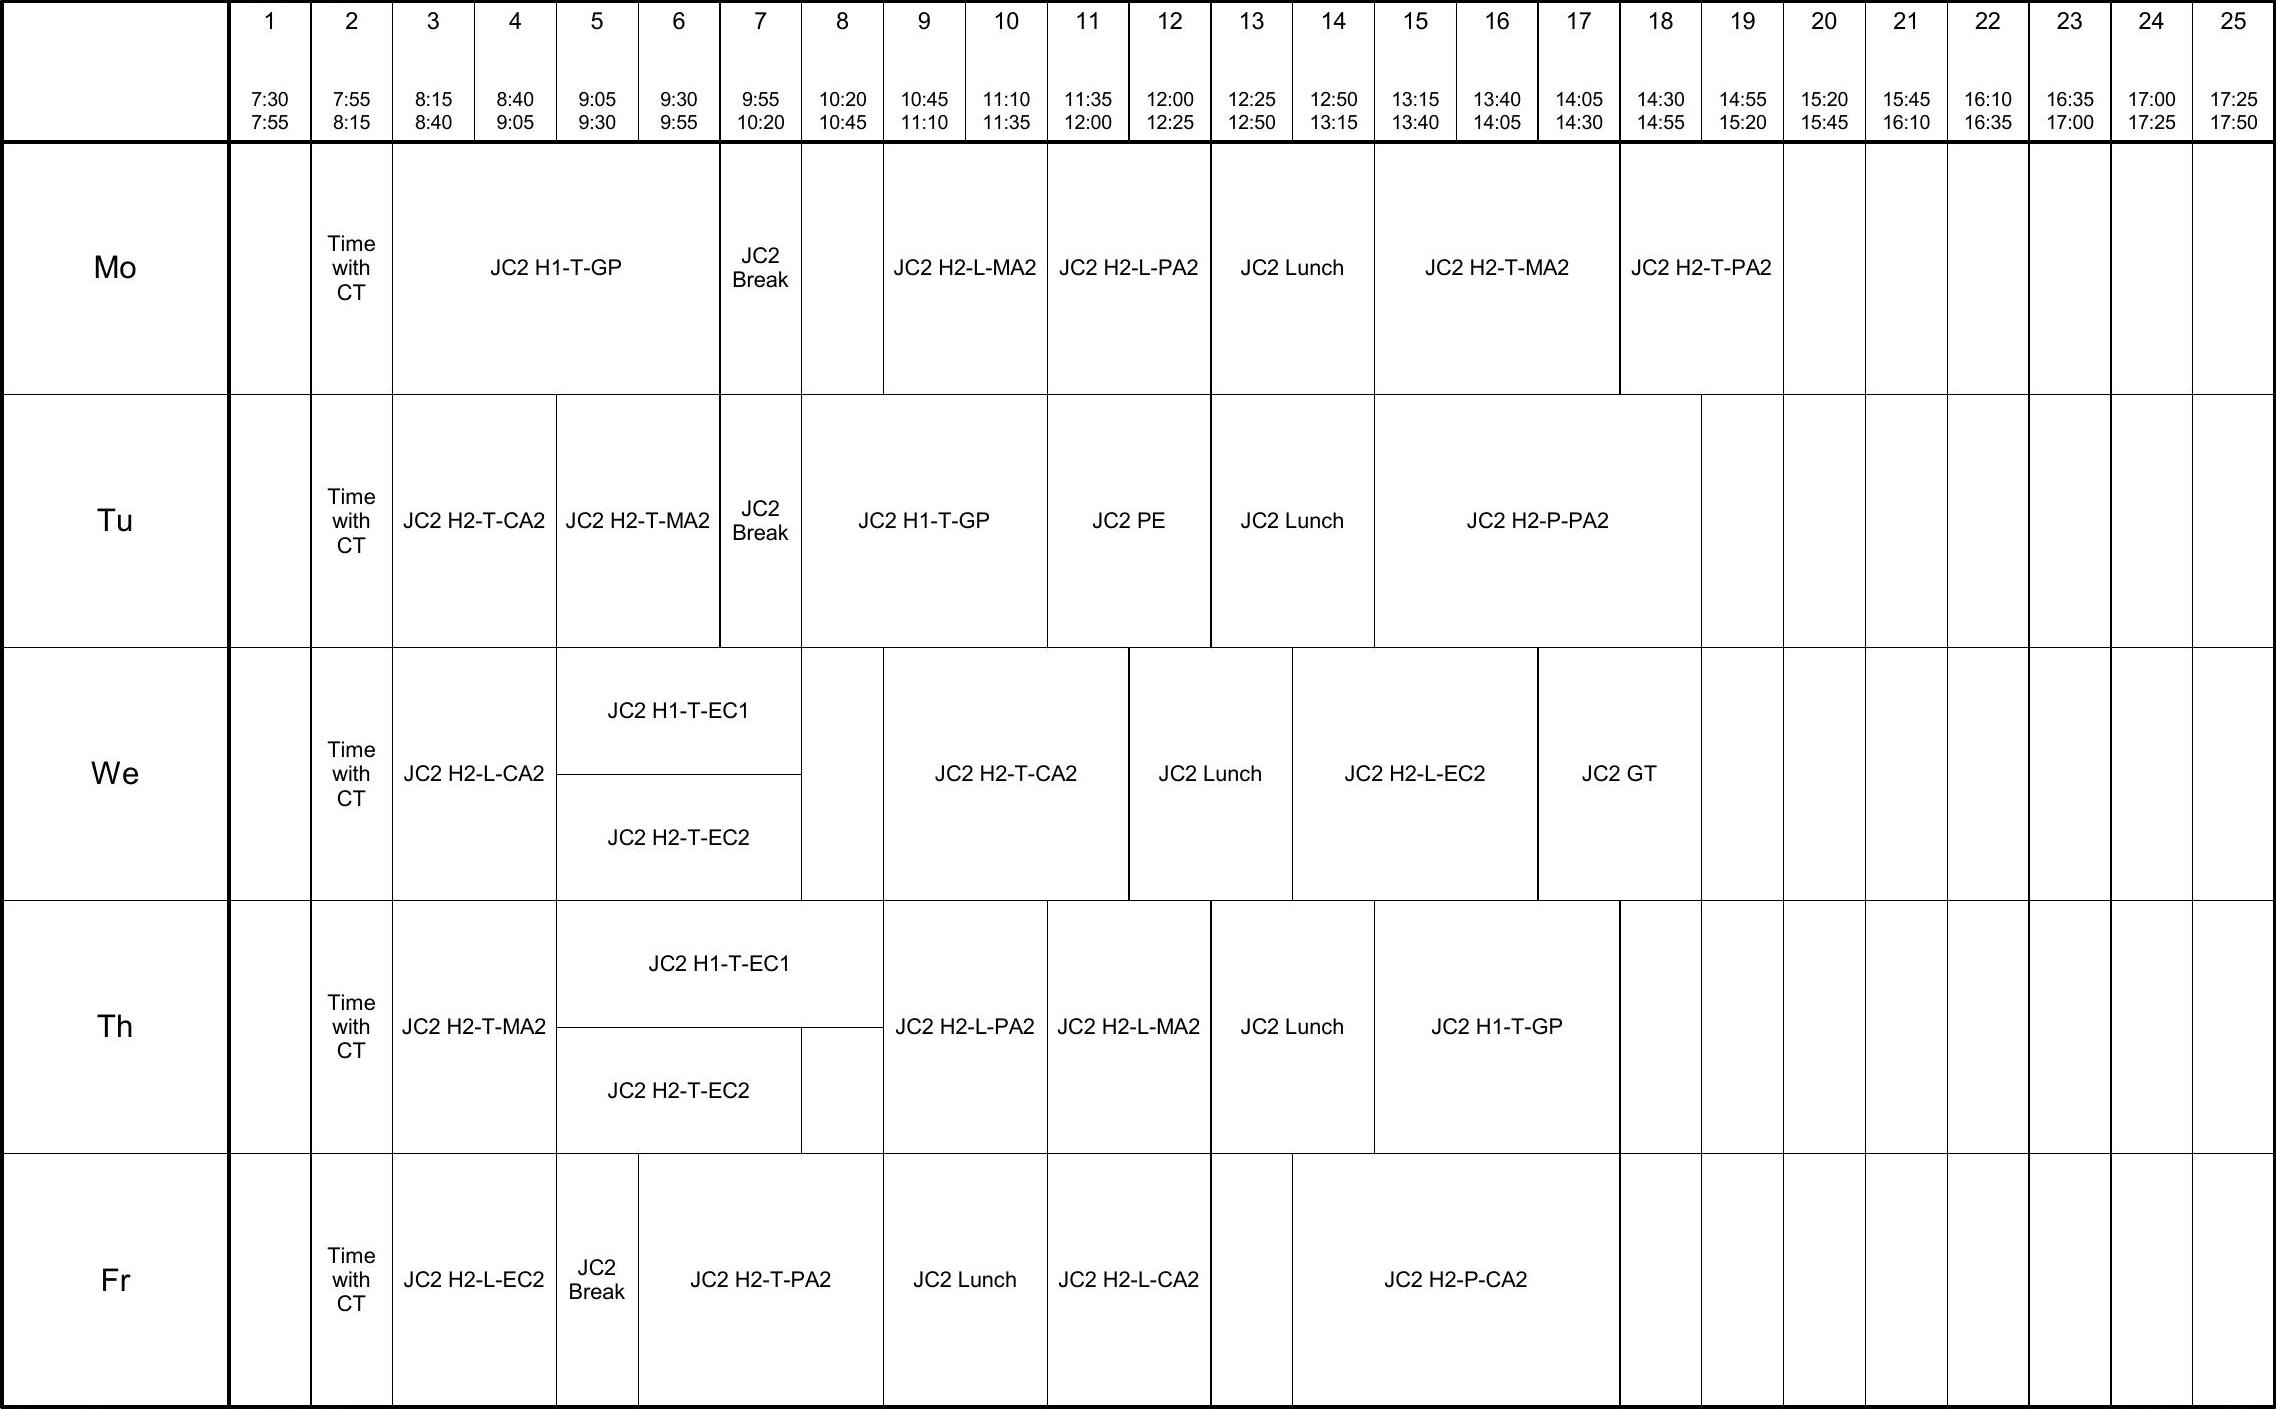 1 2 3 4 5 6 7 8 9 10 11 12 13 14 15 16 17 18 19 20 21 22 23 24 25
7:30 7:55 8:15 8:40 9:05 9:30 9:55 10:20 10:45 11:10 11:35 12:00 12:25 12:50 13:15 13:40 14:05 14:30 14:55 15:20 15:45 16:10 16:35 17:00 17:25
7:55 8:15 8:40 9:05 9:30 9:55 10:20 10:45 11:10 11:35 12:00 12:25 12:50 13:15 13:40 14:05 14:30 14:55 15:20 15:45 16:10 16:35 17:00 17:25 17:50
Mo
Time
with
CT
JC2 H1-T-GP
JC2
Break
JC2 H2-L-MA2
JC2 H2-L-PA2
JC2 Lunch
JC2 H2-T-MA2
JC2 H2-T-PA2
Tu
Time
with
CT
JC2 H2-T-CA2
JC2 H2-T-MA2
JC2
Break
JC2 H1-T-GP
JC2 PE
JC2 Lunch
JC2 H2-P-PA2
We
Time
with
CT
JC2 H2-L-CA2
JC2 H1-T-EC1
JC2 H2-T-EC2
JC2 H2-T-CA2
JC2 Lunch
JC2 H2-L-EC2
JC2 GT
Th
Time
with
CT
JC2 H2-T-MA2
JC2 H1-T-EC1
JC2 H2-T-EC2
JC2 H2-L-PA2
JC2 H2-L-MA2
JC2 Lunch
JC2 H1-T-GP
Fr
Time
with
CT
JC2 H2-L-EC2
JC2
Break
JC2 H2-T-PA2
JC2 Lunch
JC2 H2-L-CA2
JC2 H2-P-CA2